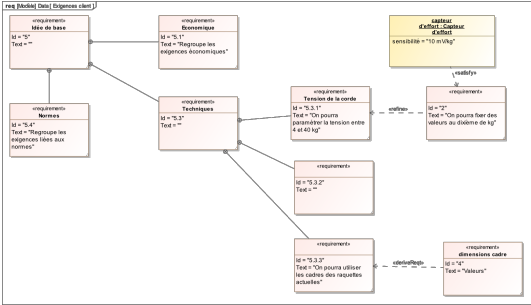 req [Modèle] Data [ Exigences client ]
«requirement»
Idée de base
Id = "5"
Text = ""
«requirement»
Economique
Id = "5.1"
Text = "Regroupe les
exigences économiques"
capteur
d'effort : Capteur
d'effort
sensibilité = "10 mV/kg"
«satisfy»
«requirement»
Normes
Id = "5.4"
Text = "Regroupe les
exigences liées aux
normes"
«requirement»
Techniques
Id = "5.3"
Text = ""
«requirement»
Tension de la corde
Id = "5.3.1"
Text = "On pourra
paramétrer la tension entre
4 et 40 kg"
«refine»
«requirement»
Id = "2"
Text = "On pourra fixer des
valeurs au dixième de kg"
«requirement»
Id = "5.3.2"
Text = ""
«requirement»
Id = "5.3.3"
Text = "On pourra utiliser
les cadres des raquettes
actuelles"
«deriveReqt»
«requirement»
dimensions cadre
Id = "4"
Text = "Valeurs"